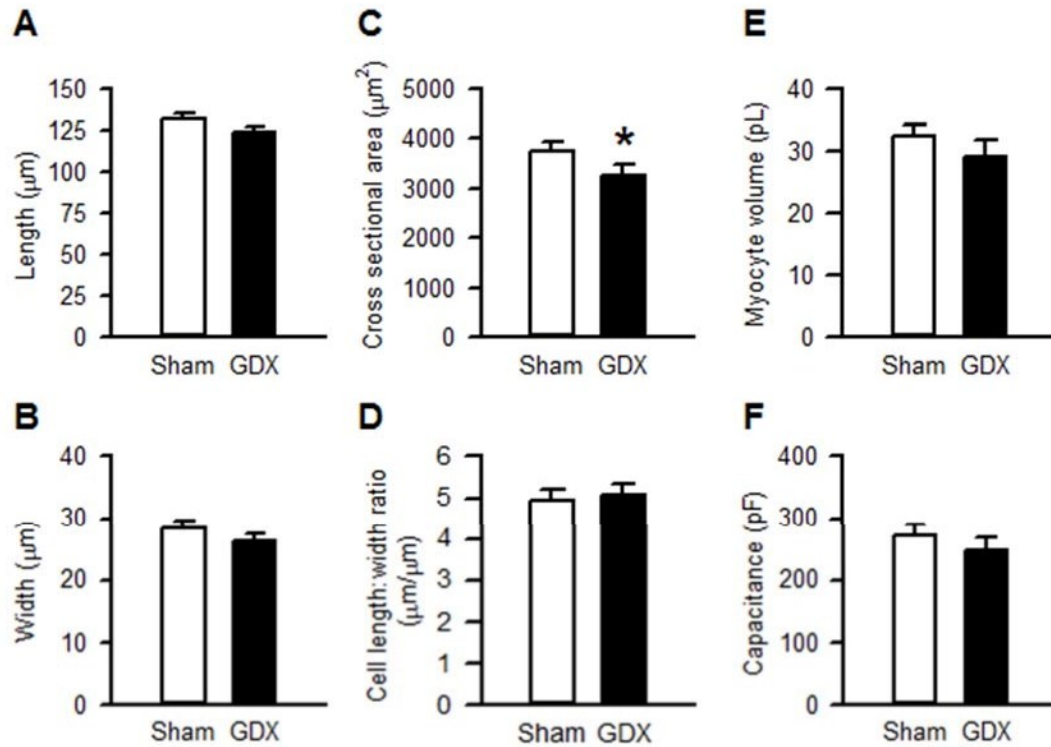 A
Length (μm)
150
125
100
75
50
25
0
Sham GDX
B
Width (μm)
40
30
20
10
0
Sham GDX
C
Cross sectional area (μm²)
5000
4000
3000
2000
1000
0
*
Sham GDX
D
Cell length: width ratio
(μm/μm)
6
5
4
3
2
1
0
Sham GDX
E
Myocyte volume (pL)
40
30
20
10
0
Sham GDX
F
Capacitance (pF)
400
300
200
100
0
Sham GDX